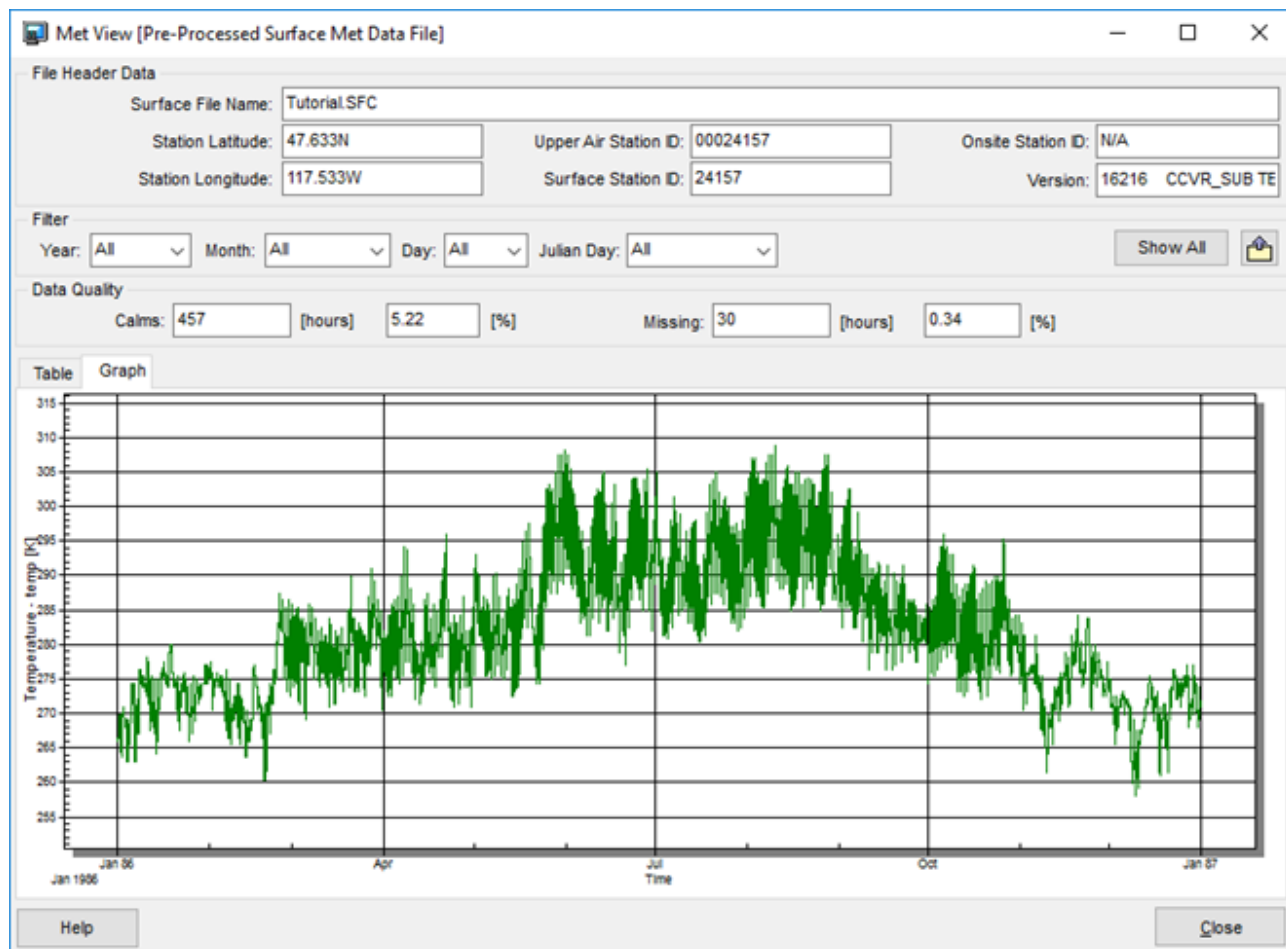 Met View [Pre-Processed Surface Met Data File]
File Header Data
Surface File Name: Tutorial.SFC
Station Latitude: 47.633N Upper Air Station ID: 00024157 Onsite Station ID: N/A
Station Longitude: 117.533W Surface Station ID: 24157 Version: 16216 CCVR_SUB TE
Filter
Year: All Month: All Day: All Julian Day: All Show All
Data Quality
Calms: 457 [hours] 5.22 [%] Missing: 30 [hours] 0.34 [%]
Table Graph
315
310
305
300
295
290
285
280
275
270
265
260
255
Temperature - temp [K]
Jan 86 Apr Jul Oct Jan 87
Jan 1986 Time
Help Close